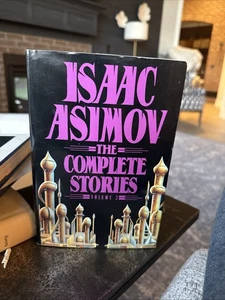 ISAAC
ASIMOV
THE
COMPLETE
STORIES
VOLUME 2